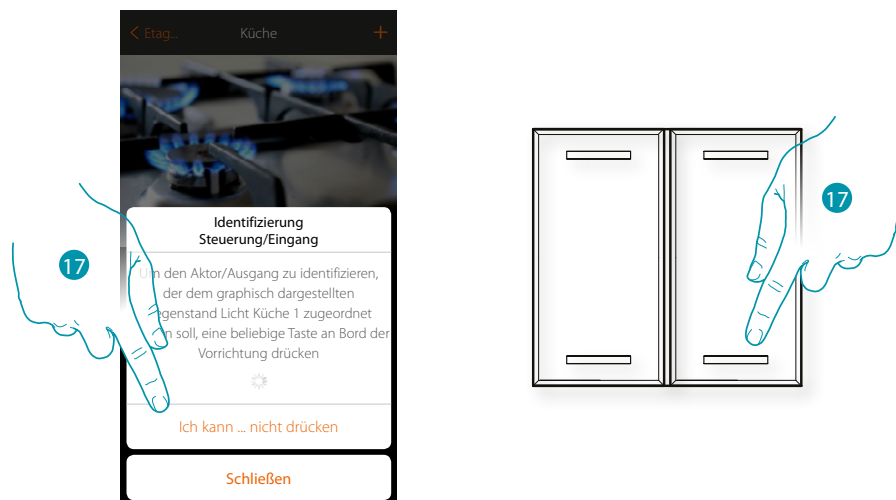 Etag...
Küche
+
Identifizierung
Steuerung/Eingang
den Aktor/Ausgang zu identifizieren,
der dem graphisch dargestellten
Licht Küche 1 zugeordnet
soll, eine beliebige Taste an Bord der
Vorrichtung drücken
Ich kann ... nicht drücken
Schließen
17
17